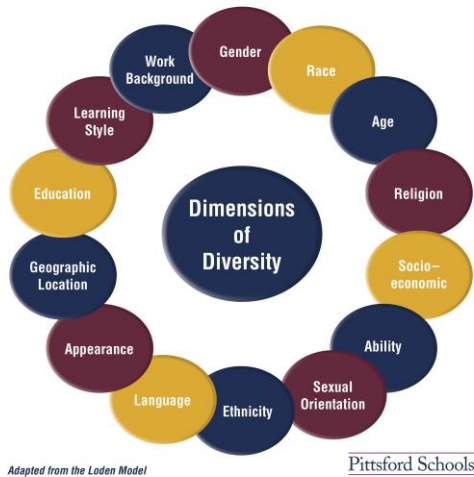 Gender
Race
Age
Religion
Socio–
economic
Ability
Sexual
Orientation
Ethnicity
Language
Appearance
Geographic
Location
Education
Learning
Style
Work
Background
Dimensions
of
Diversity
Adapted from the Loden Model
Pittsford Schools